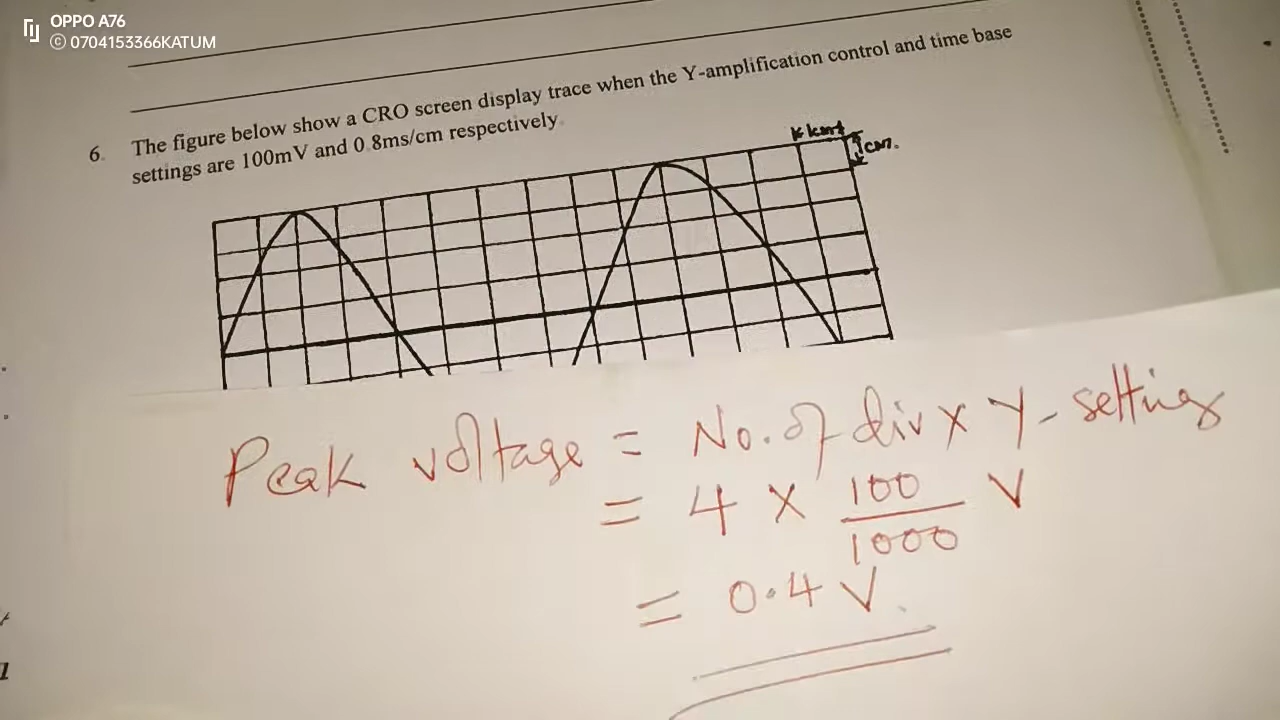 OPPO A76
© 0704153366KATUM
6. The figure below show a CRO screen display trace when the Y-amplification control and time base
settings are 100mV and 0.8ms/cm respectively
1cm.
Peak voltage = No. of div x Y-setting
= 4 x 100/1000 V
= 0.4 V.